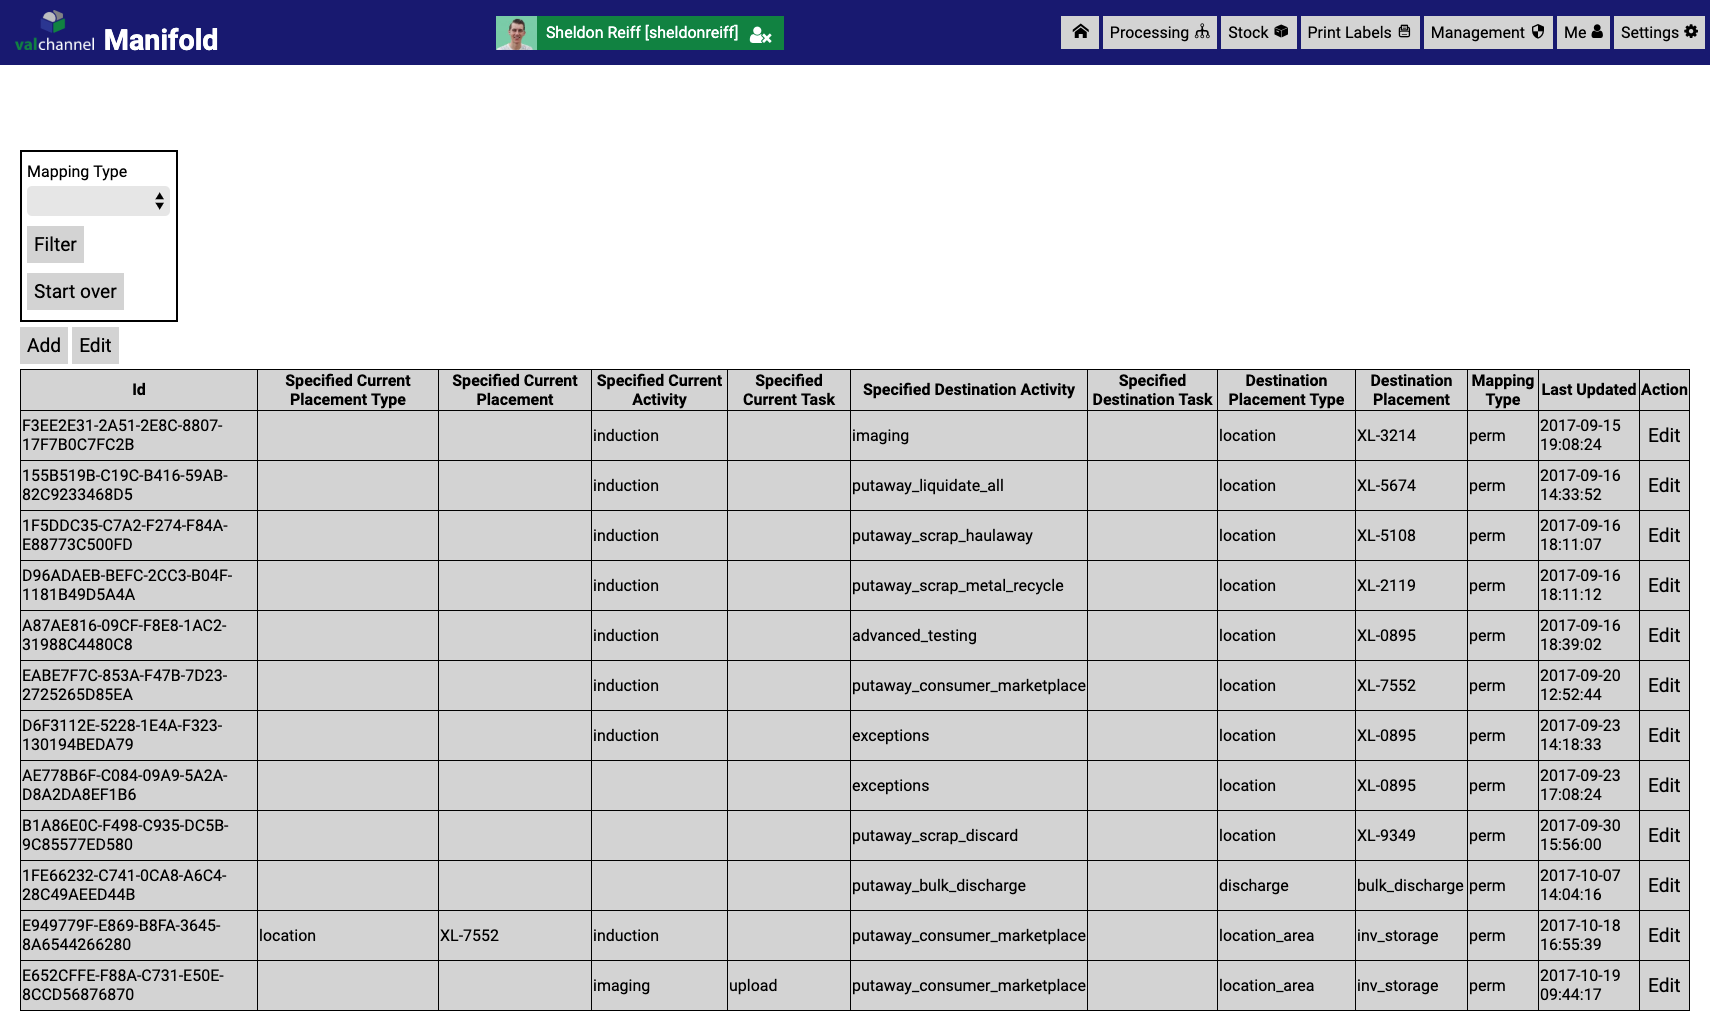 valchannel Manifold
Sheldon Reiff [sheldonreiff]
Processing Stock Print Labels Management Me Settings
Mapping Type
Filter
Start over
Add Edit
Id Specified Current Placement Type Specified Current Placement Specified Current Activity Specified Current Task Specified Destination Activity Specified Destination Task Destination Placement Type Destination Placement Mapping Type Last Updated Action
F3EE2E31-2A51-2E8C-8807-17F7B0C7FC2B induction imaging location XL-3214 perm 2017-09-15 19:08:24 Edit
155B519B-C19C-B416-59AB-82C9233468D5 induction putaway_liquidate_all location XL-5674 perm 2017-09-16 14:33:52 Edit
1F5DDC35-C7A2-F274-F84A-E88773C500FD induction putaway_scrap_haulaway location XL-5108 perm 2017-09-16 18:11:07 Edit
D96ADAEB-BEFC-2CC3-B04F-1181B49D5A4A induction putaway_scrap_metal_recycle location XL-2119 perm 2017-09-16 18:11:12 Edit
A87AE816-09CF-F8E8-1AC2-31988C4480C8 induction advanced_testing location XL-0895 perm 2017-09-16 18:39:02 Edit
EABE7F7C-853A-F47B-7D23-2725265D85EA induction putaway_consumer_marketplace location XL-7552 perm 2017-09-20 12:52:44 Edit
D6F3112E-5228-1E4A-F323-130194BEDA79 induction exceptions location XL-0895 perm 2017-09-23 14:18:33 Edit
AE778B6F-C084-09A9-5A2A-D8A2DA8EF1B6 exceptions location XL-0895 perm 2017-09-23 17:08:24 Edit
B1A86E0C-F498-C935-DC5B-9C85577ED580 putaway_scrap_discard location XL-9349 perm 2017-09-30 15:56:00 Edit
1FE66232-C741-0CA8-A6C4-28C49AEED44B putaway_bulk_discharge discharge bulk_discharge perm 2017-10-07 14:04:16 Edit
E949779F-E869-B8FA-3645-8A6544266280 location XL-7552 induction putaway_consumer_marketplace location_area inv_storage perm 2017-10-18 16:55:39 Edit
E652CFFE-F88A-C731-E50E-8CCD56876870 imaging upload putaway_consumer_marketplace location_area inv_storage perm 2017-10-19 09:44:17 Edit